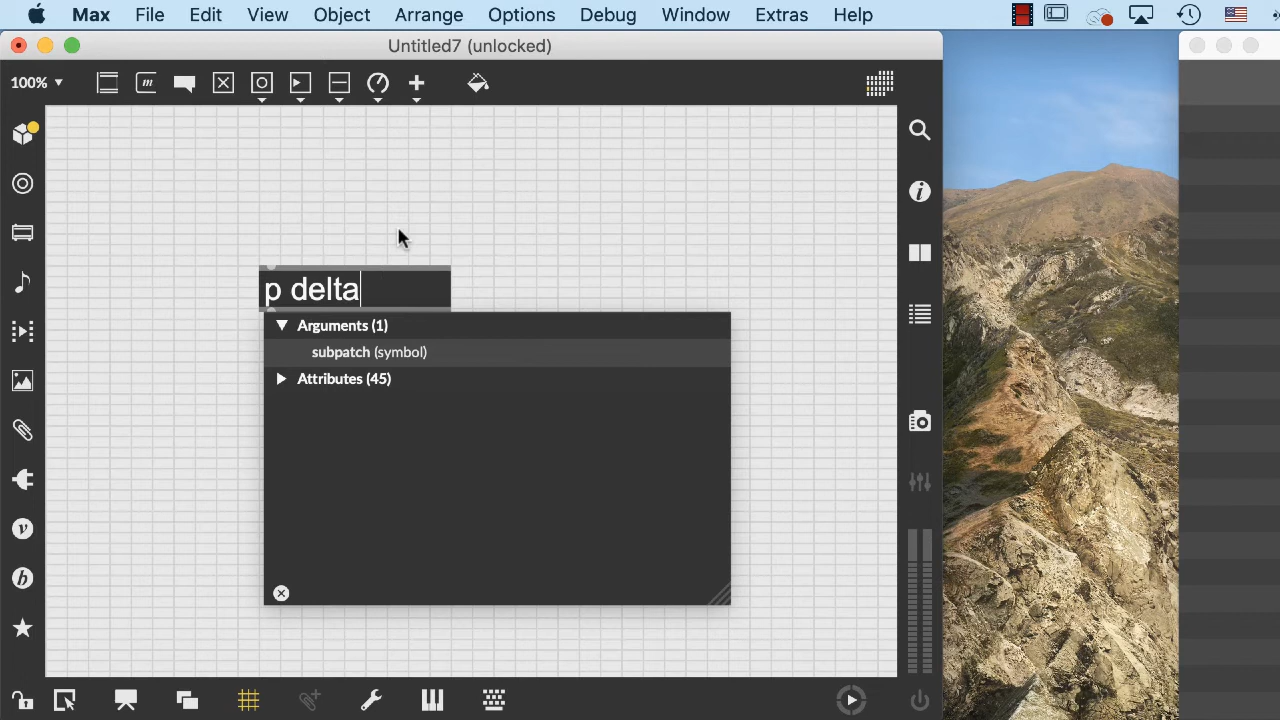 Max File Edit View Object Arrange Options Debug Window Extras Help
Untitled7 (unlocked)
100%
m
p delta
Arguments (1)
subpatch (symbol)
Attributes (45)
v
b